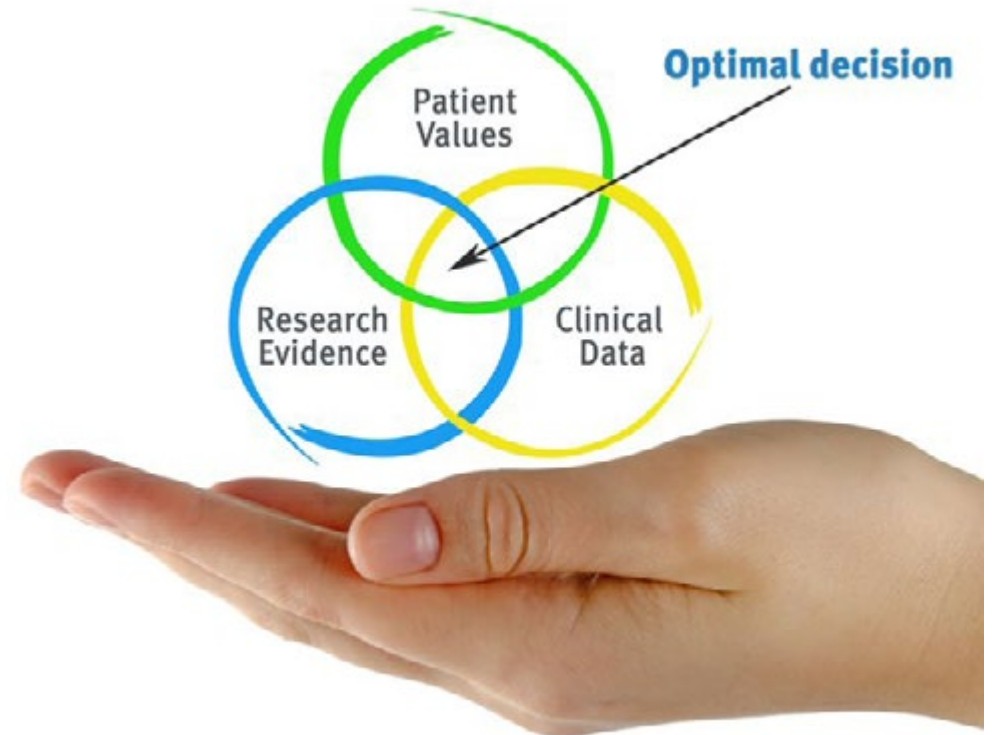 Optimal decision
Patient
Values
Research
Evidence
Clinical
Data